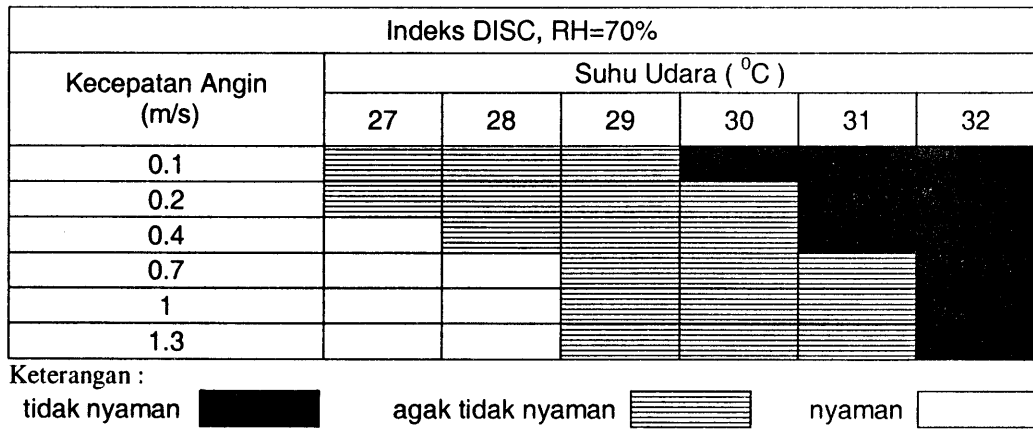 Indeks DISC, RH=70%
Kecepatan Angin
(m/s)
Suhu Udara ( ⁰C )
27 28 29 30 31 32
0.1
0.2
0.4
0.7
1
1.3
Keterangan :
tidak nyaman agak tidak nyaman nyaman